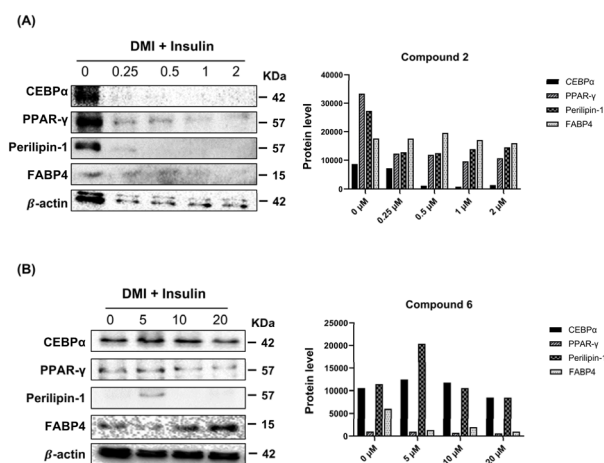 (A)
DMI + Insulin
0 0.25 0.5 1 2 KDa
CEBPα 42
PPAR-γ 57
Perilipin-1 57
FABP4 15
β-actin 42
Compound 2
Protein level
40000
30000
20000
10000
0
0 μM 0.25 μM 0.5 μM 1 μM 2 μM
CEBPα
PPAR-γ
Perilipin-1
FABP4
(B)
DMI + Insulin
0 5 10 20 KDa
CEBPα 42
PPAR-γ 57
Perilipin-1 57
FABP4 15
β-actin 42
Compound 6
Protein level
25000
20000
15000
10000
5000
0
0 μM 5 μM 10 μM 20 μM
CEBPα
PPAR-γ
Perilipin-1
FABP4